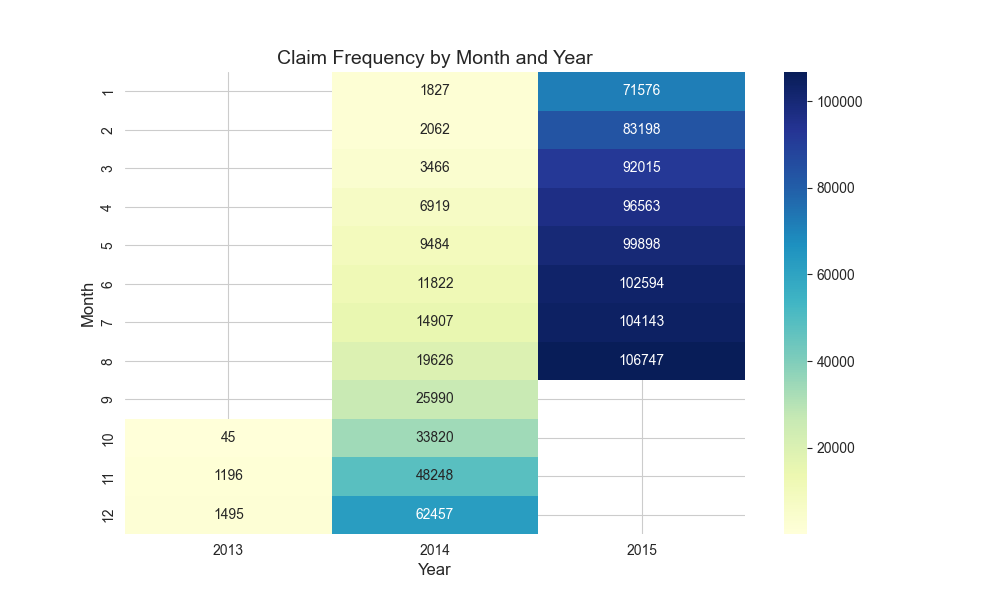 Claim Frequency by Month and Year
1 1827 71576 100000
2 2062 83198
3 3466 92015 80000
4 6919 96563
5 9484 99898 60000
6 11822 102594
Month
7 14907 104143
8 19626 106747 40000
9 25990
10 45 33820 20000
11 1196 48248
12 1495 62457
2013 2014 2015
Year